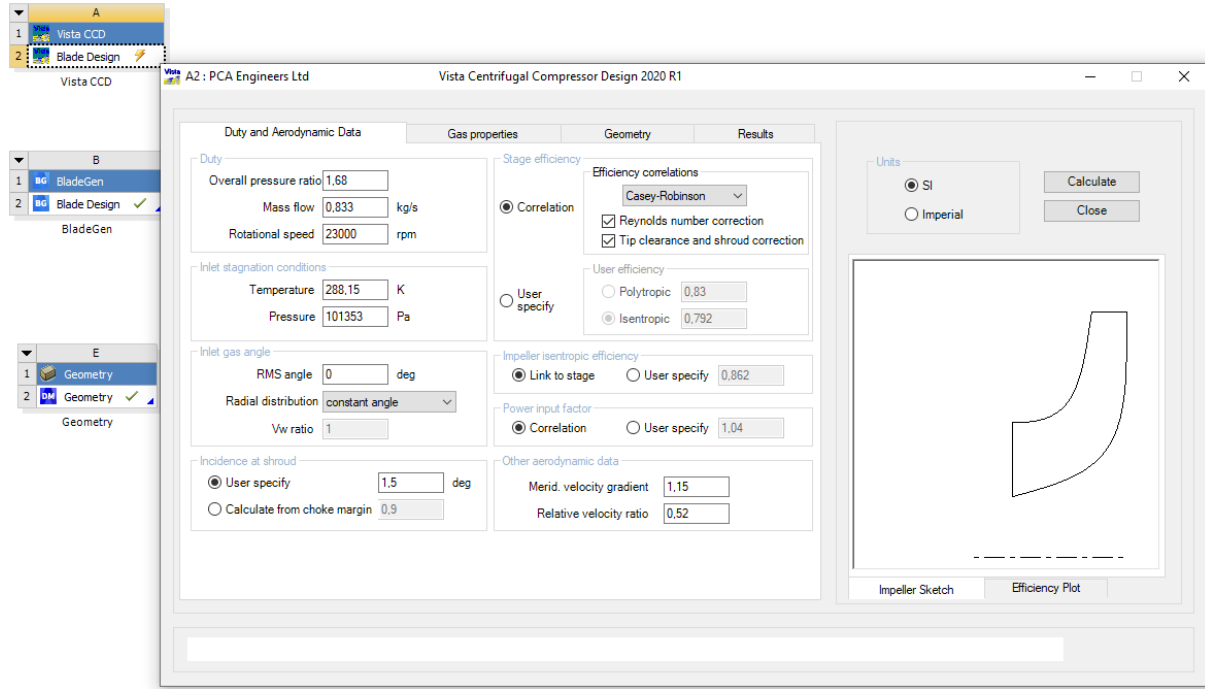 A
1 Vista CCD
2 Blade Design
Vista CCD
B
1 BG BladeGen
2 BG Blade Design
BladeGen
E
1 Geometry
2 DM Geometry
Geometry
Vista A2 : PCA Engineers Ltd Vista Centrifugal Compressor Design 2020 R1
Duty and Aerodynamic Data Gas properties Geometry Results
Duty
Overall pressure ratio 1,68
Mass flow 0,833 kg/s
Rotational speed 23000 rpm
Inlet stagnation conditions
Temperature 288,15 K
Pressure 101353 Pa
Inlet gas angle
RMS angle 0 deg
Radial distribution constant angle
Vw ratio 1
Incidence at shroud
User specify 1,5 deg
Calculate from choke margin 0,9
Stage efficiency
Efficiency correlations
Correlation Casey-Robinson
Reynolds number correction
Tip clearance and shroud correction
User efficiency
User specify
Polytropic 0,83
Isentropic 0,792
Impeller isentropic efficiency
Link to stage User specify 0,862
Power input factor
Correlation User specify 1,04
Other aerodynamic data
Merid. velocity gradient 1,15
Relative velocity ratio 0,52
Units
SI
Imperial
Calculate
Close
Impeller Sketch Efficiency Plot